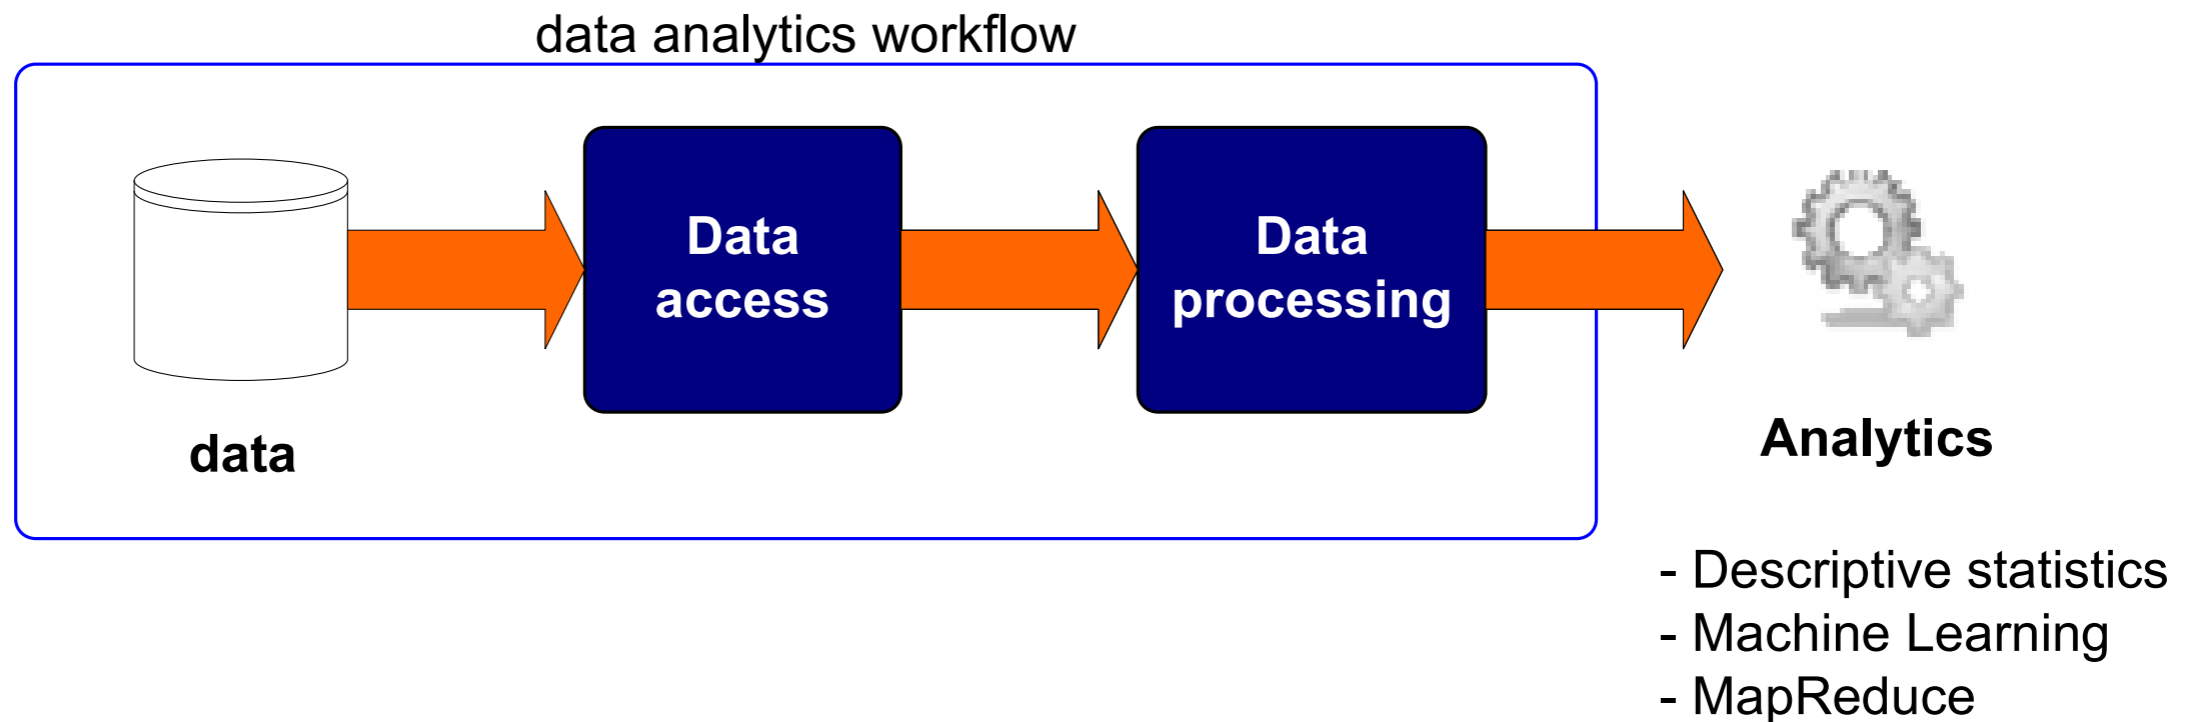 data analytics workflow
Data
access
Data
processing
data
Analytics
- Descriptive statistics
- Machine Learning
- MapReduce